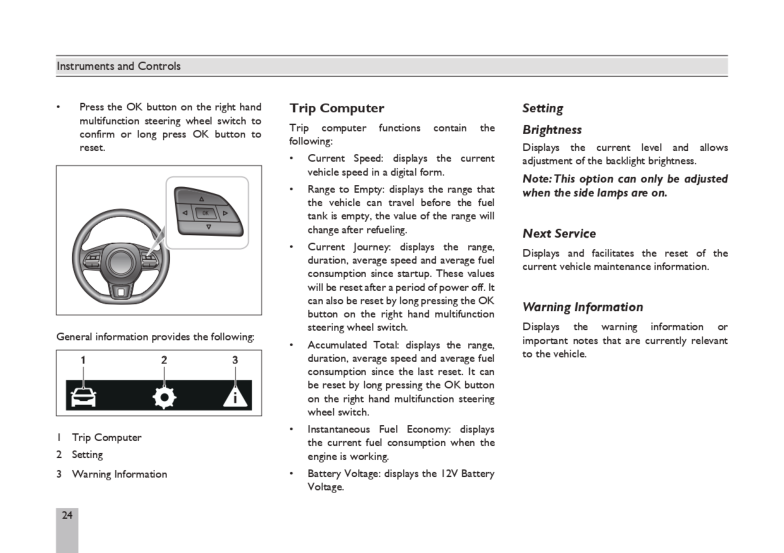 Instruments and Controls
• Press the OK button on the right hand
multifunction steering wheel switch to
confirm or long press OK button to
reset.
OK
General information provides the following:
1 2 3
1 Trip Computer
2 Setting
3 Warning Information
Trip Computer
Trip computer functions contain the
following:
• Current Speed: displays the current
vehicle speed in a digital form.
• Range to Empty: displays the range that
the vehicle can travel before the fuel
tank is empty, the value of the range will
change after refueling.
• Current Journey: displays the range,
duration, average speed and average fuel
consumption since startup. These values
will be reset after a period of power off. It
can also be reset by long pressing the OK
button on the right hand multifunction
steering wheel switch.
• Accumulated Total: displays the range,
duration, average speed and average fuel
consumption since the last reset. It can
be reset by long pressing the OK button
on the right hand multifunction steering
wheel switch.
• Instantaneous Fuel Economy: displays
the current fuel consumption when the
engine is working.
• Battery Voltage: displays the 12V Battery
Voltage.
Setting
Brightness
Displays the current level and allows
adjustment of the backlight brightness.
Note: This option can only be adjusted
when the side lamps are on.
Next Service
Displays and facilitates the reset of the
current vehicle maintenance information.
Warning Information
Displays the warning information or
important notes that are currently relevant
to the vehicle.
24